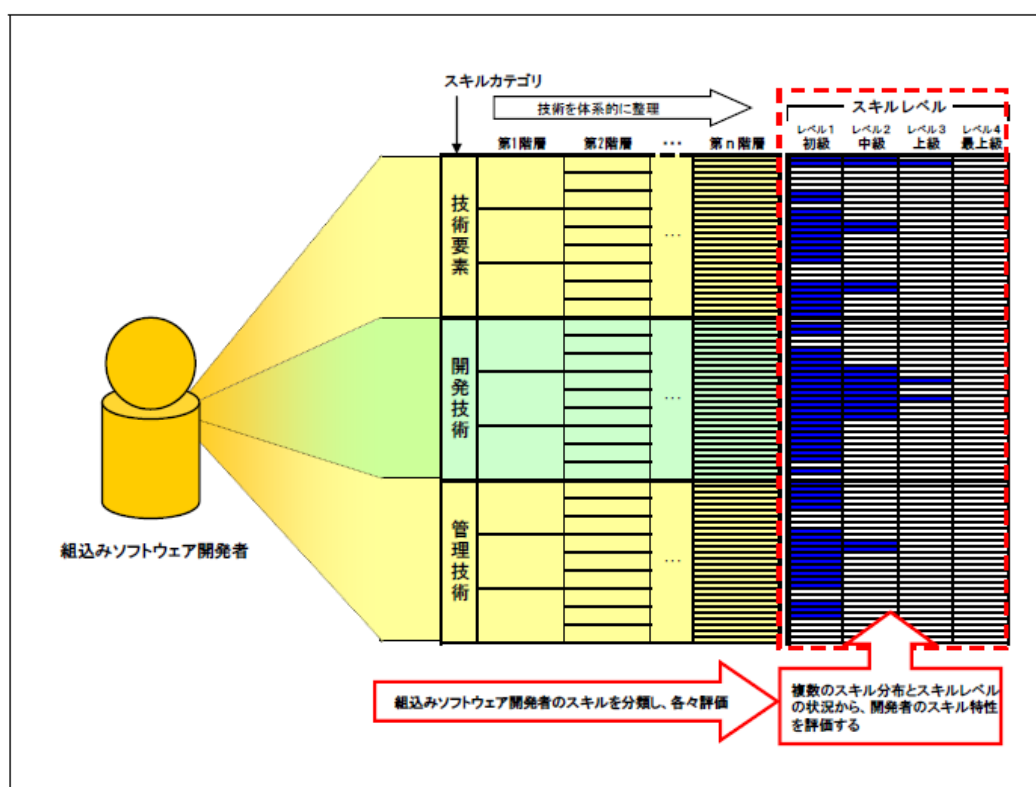 スキルカテゴリ
技術を体系的に整理
スキルレベル
第1階層
第2階層
…
第n階層
レベル1
初級
レベル2
中級
レベル3
上級
レベル4
最上級
技術要素
…
開発技術
…
管理技術
…
組込みソフトウェア開発者
組込みソフトウェア開発者のスキルを分類し、各々評価
複数のスキル分布とスキルレベル
の状況から、開発者のスキル特性
を評価する